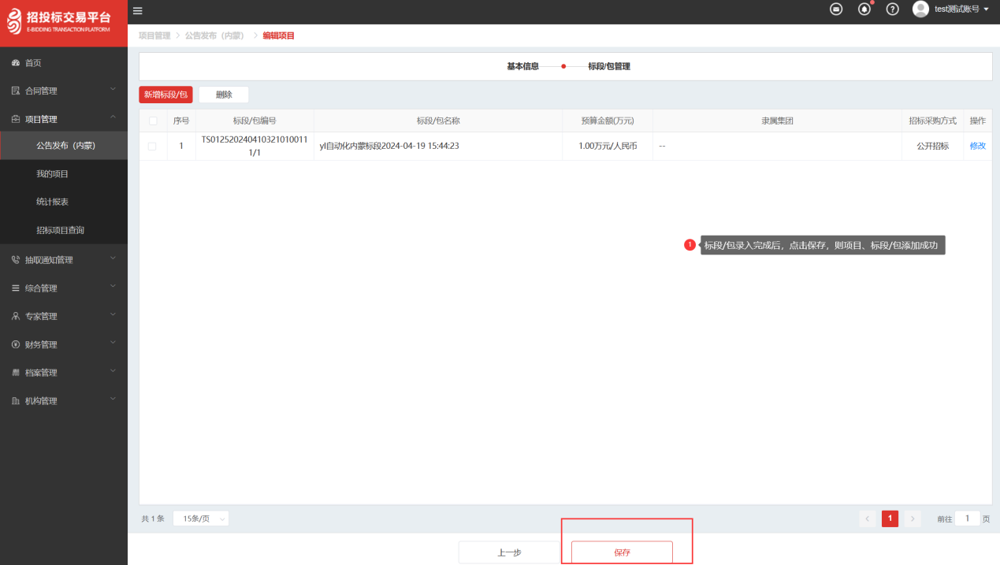 招投标交易平台
E-BIDDING TRANSACTION PLATFORM
test测试账号
项目管理 > 公告发布（内蒙） > 编辑项目
首页
合同管理
项目管理
公告发布（内蒙）
我的项目
统计报表
招标项目查询
抽取通知管理
综合管理
专家管理
财务管理
档案管理
机构管理
基本信息 标段/包管理
新增标段/包 删除
序号 标段/包编号 标段/包名称 预算金额(万元) 隶属集团 招标采购方式 操作
1 TS012520240410321010011/1 yl自动化内蒙标段2024-04-19 15:44:23 1.00万元/人民币 -- 公开招标 修改
1 标段/包录入完成后，点击保存，则项目、标段/包添加成功
共 1 条 15条/页 < 1 > 前往 1 页
上一步 保存